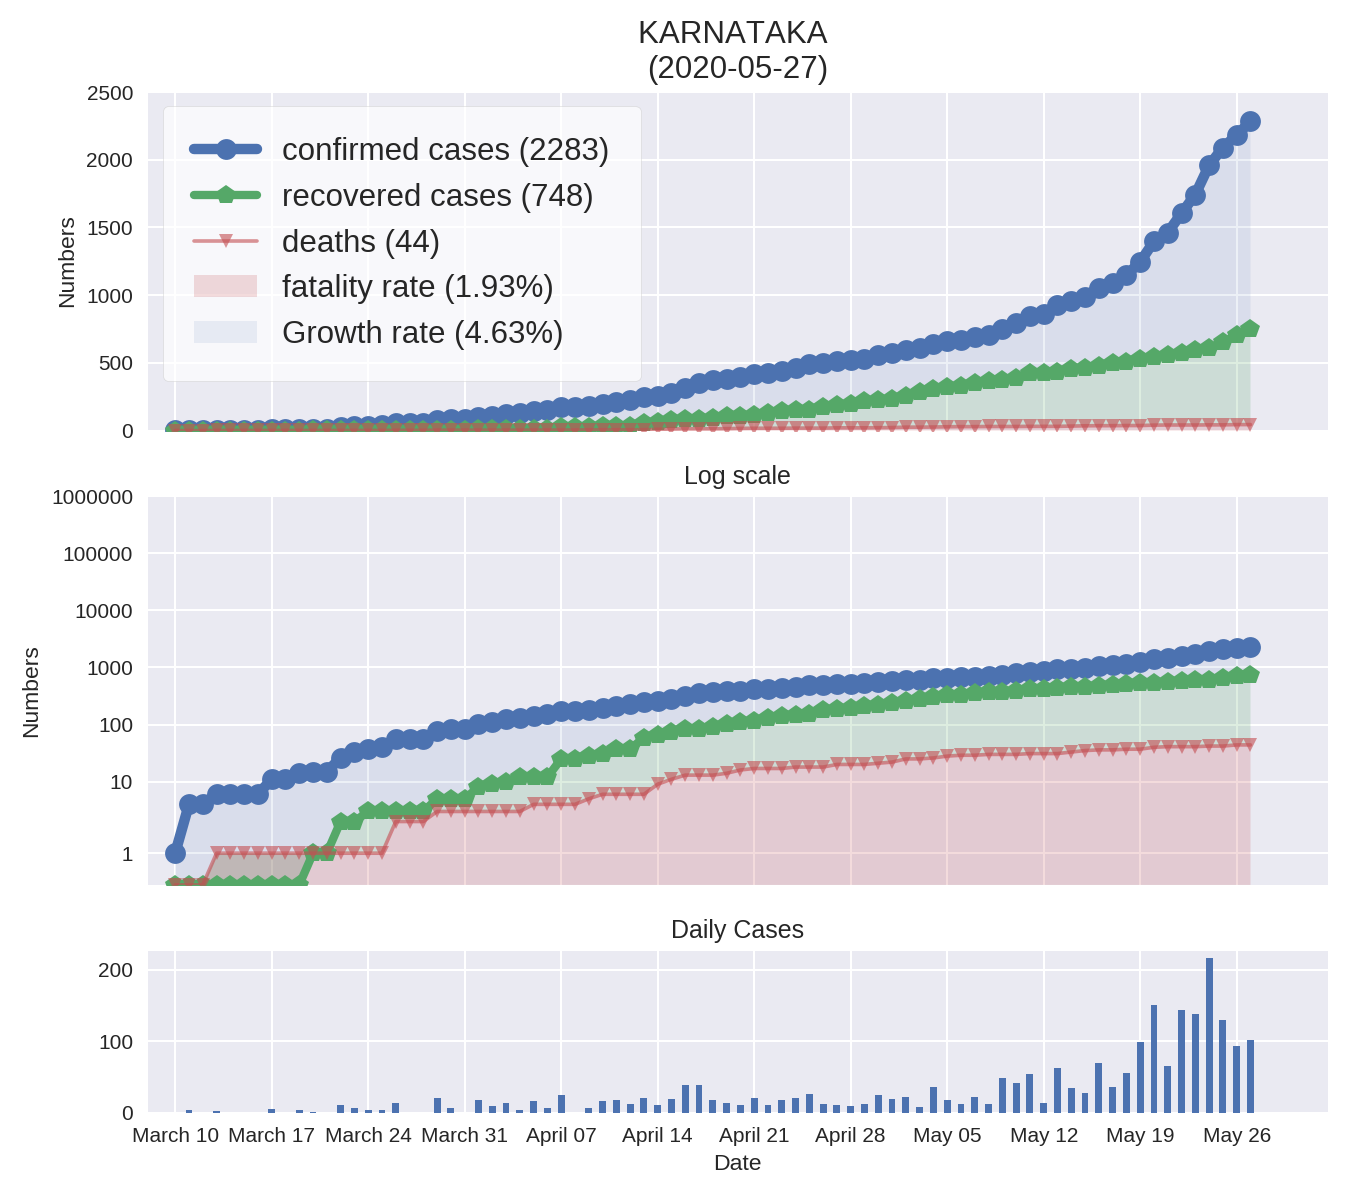 KARNATAKA
(2020-05-27)
2500
2000
1500
1000
500
0
Numbers
confirmed cases (2283)
recovered cases (748)
deaths (44)
fatality rate (1.93%)
Growth rate (4.63%)
Log scale
1000000
100000
10000
1000
100
10
1
Numbers
Daily Cases
200
100
0
March 10 March 17 March 24 March 31 April 07 April 14 April 21 April 28 May 05 May 12 May 19 May 26
Date